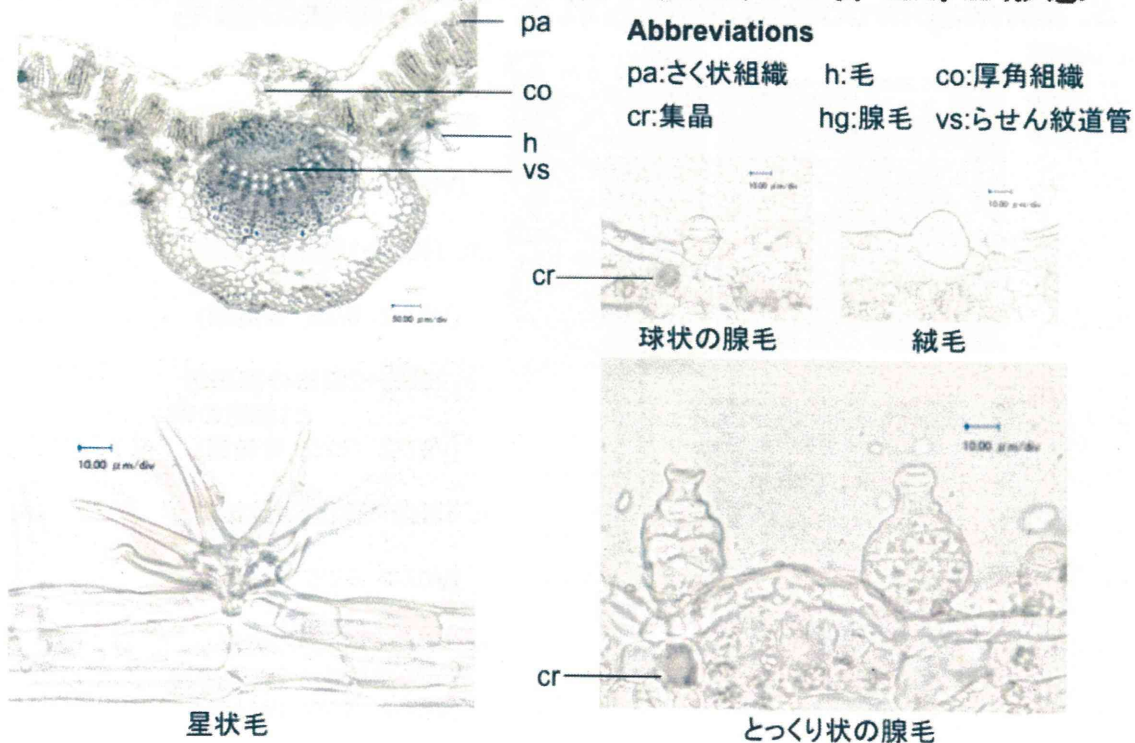 pa
co
h
vs
Abbreviations
pa:さく状組織 h:毛 co:厚角組織
cr:集晶 hg:腺毛 vs:らせん紋道管
50.00 μm/div
10.00 μm/div
10.00 μm/div
cr
球状の腺毛
絨毛
10.00 μm/div
星状毛
10.00 μm/div
cr
とっくり状の腺毛